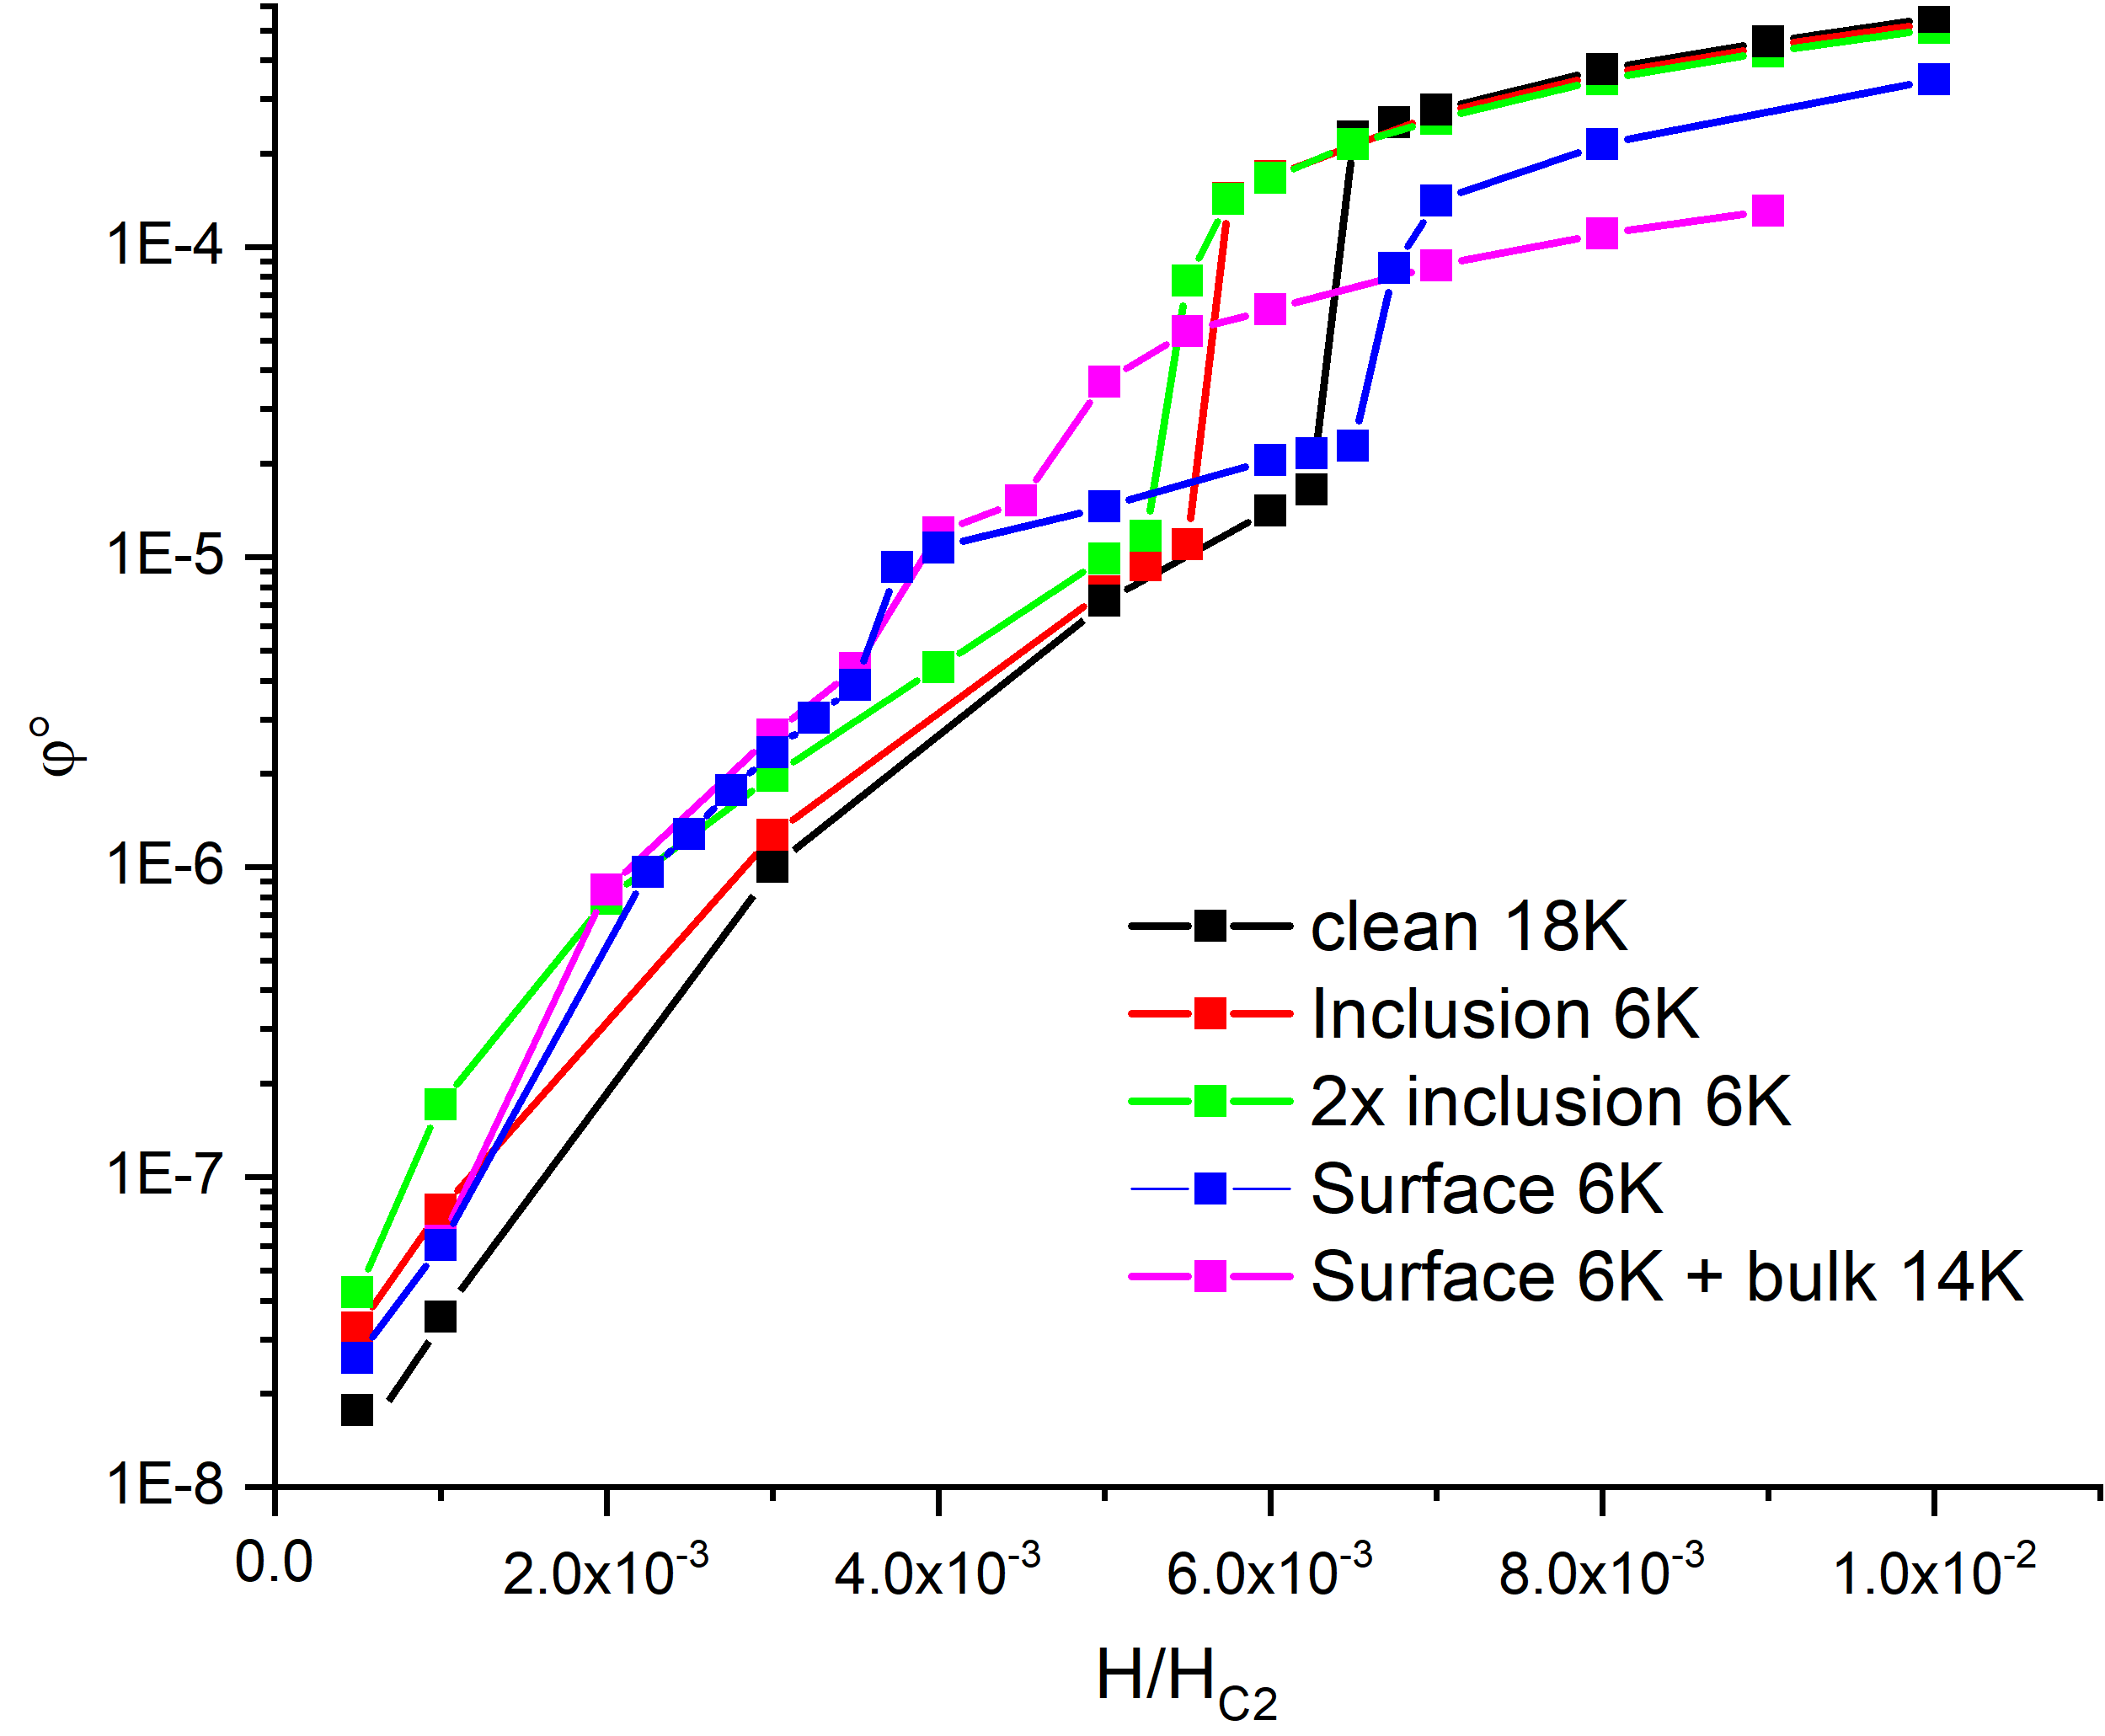 1E-4
1E-5
1E-6
1E-7
1E-8
φ°
0.0
2.0x10⁻³
4.0x10⁻³
6.0x10⁻³
8.0x10⁻³
1.0x10⁻²
H/H_C2
clean 18K
Inclusion 6K
2x inclusion 6K
Surface 6K
Surface 6K + bulk 14K